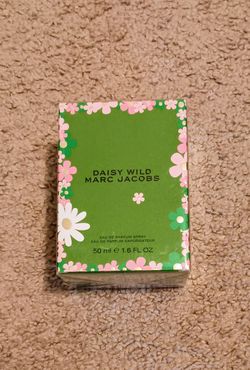 DAISY WILD
MARC JACOBS
EAU DE PARFUM SPRAY
EAU DE PARFUM VAPORISATEUR
50 ml ℮ 1.6 FL OZ